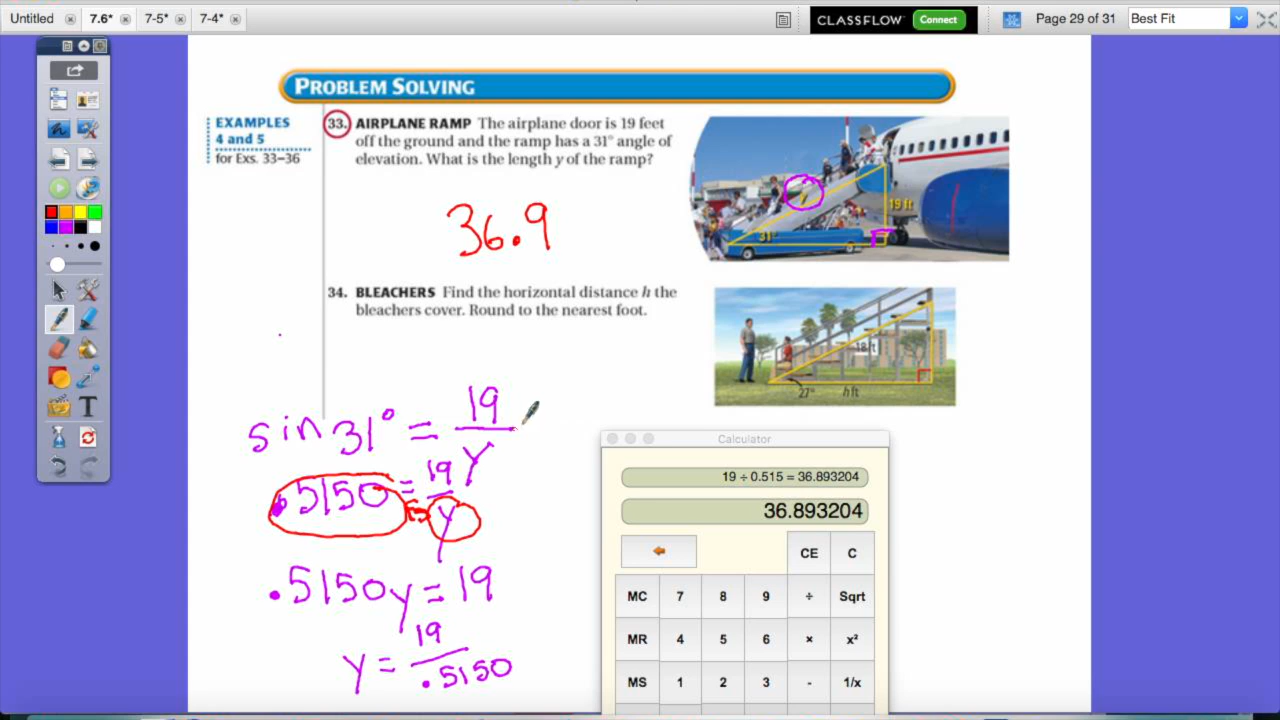 Untitled
7.6*
7-5*
7-4*
CLASSFLOW Connect
Page 29 of 31
Best Fit
PROBLEM SOLVING
EXAMPLES
4 and 5
for Exs. 33–36
33. AIRPLANE RAMP The airplane door is 19 feet
off the ground and the ramp has a 31° angle of
elevation. What is the length y of the ramp?
36.9
31°
19 ft
34. BLEACHERS Find the horizontal distance h the
bleachers cover. Round to the nearest foot.
18 ft
27°
h ft
sin 31° = 19/y
.5150 = 19/y
.5150y = 19
y = 19/.5150
Calculator
19 ÷ 0.515 = 36.893204
36.893204
CE C
MC 7 8 9 ÷ Sqrt
MR 4 5 6 × x²
MS 1 2 3 - 1/x